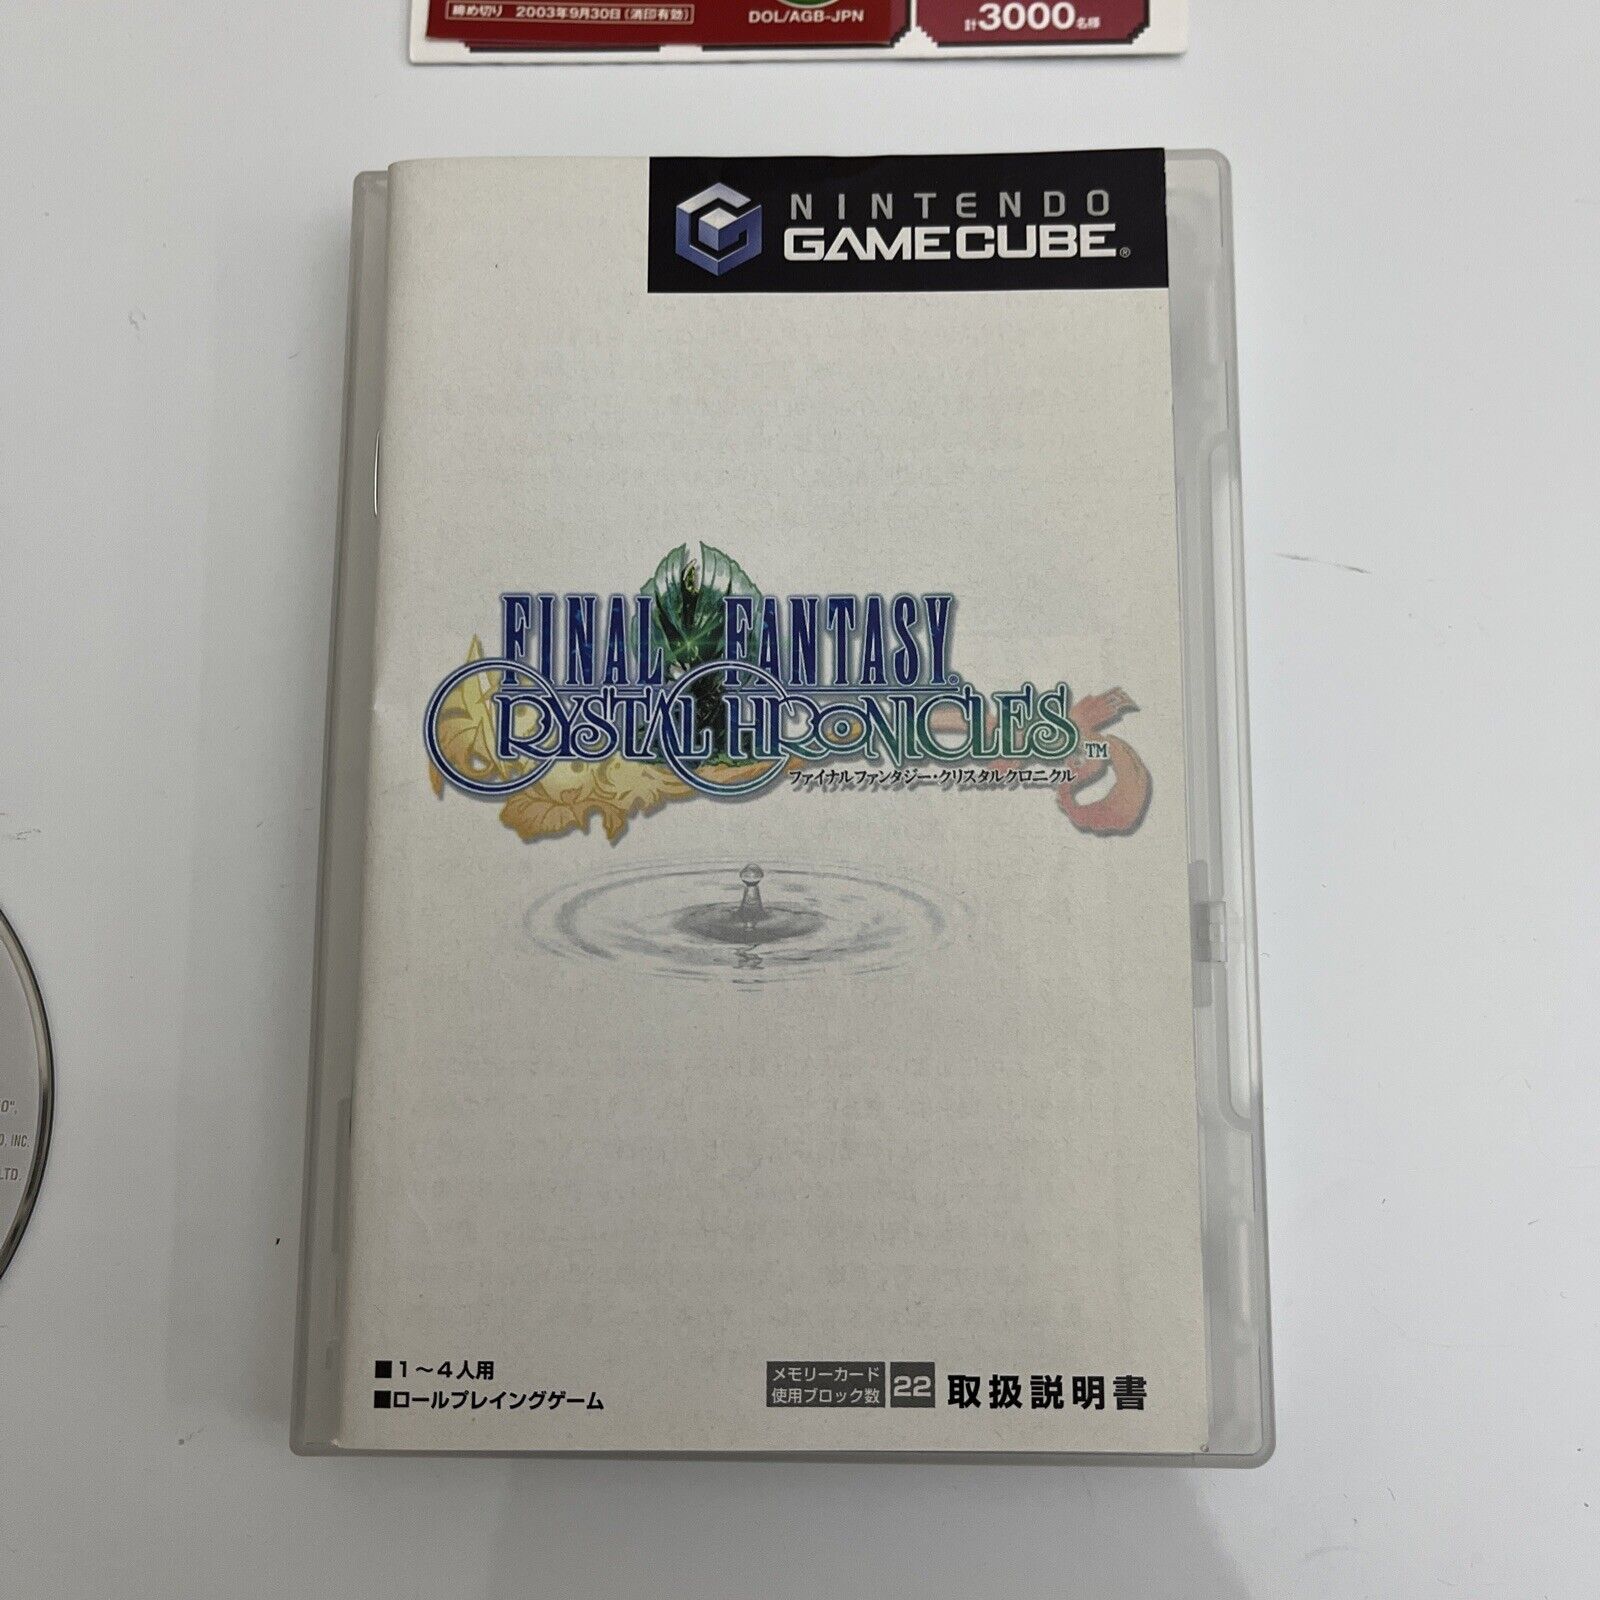 締め切り 2003年9月30日(消印有効)
DOL/AGB-JPN
計3000名様
NINTENDO
GAMECUBE®
FINAL FANTASY®
CRYSTAL CHRONICLES™
ファイナルファンタジー・クリスタルクロニクル
■1〜4人用
■ロールプレイングゲーム
メモリーカード
使用ブロック数 22 取扱説明書
INC.
LTD.